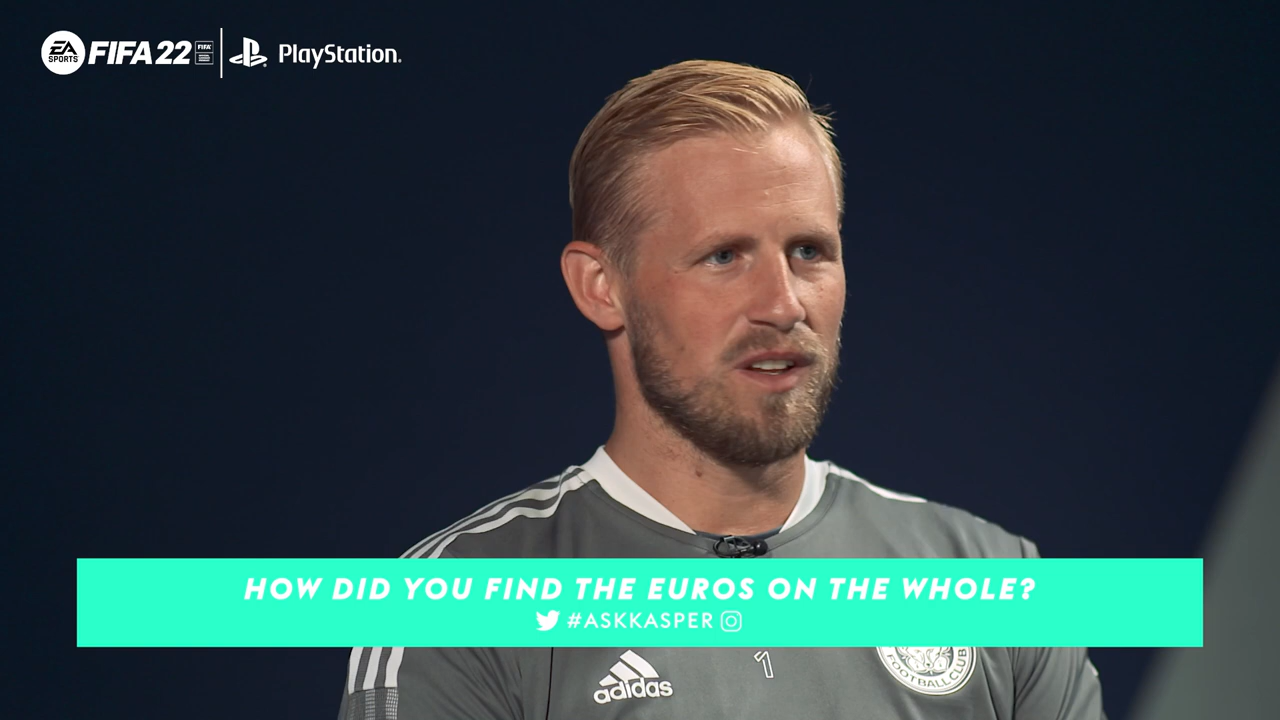 EA SPORTS FIFA 22 FIFA PlayStation.
HOW DID YOU FIND THE EUROS ON THE WHOLE?
#ASKKASPER
adidas 1 FOOTBALL CLUB